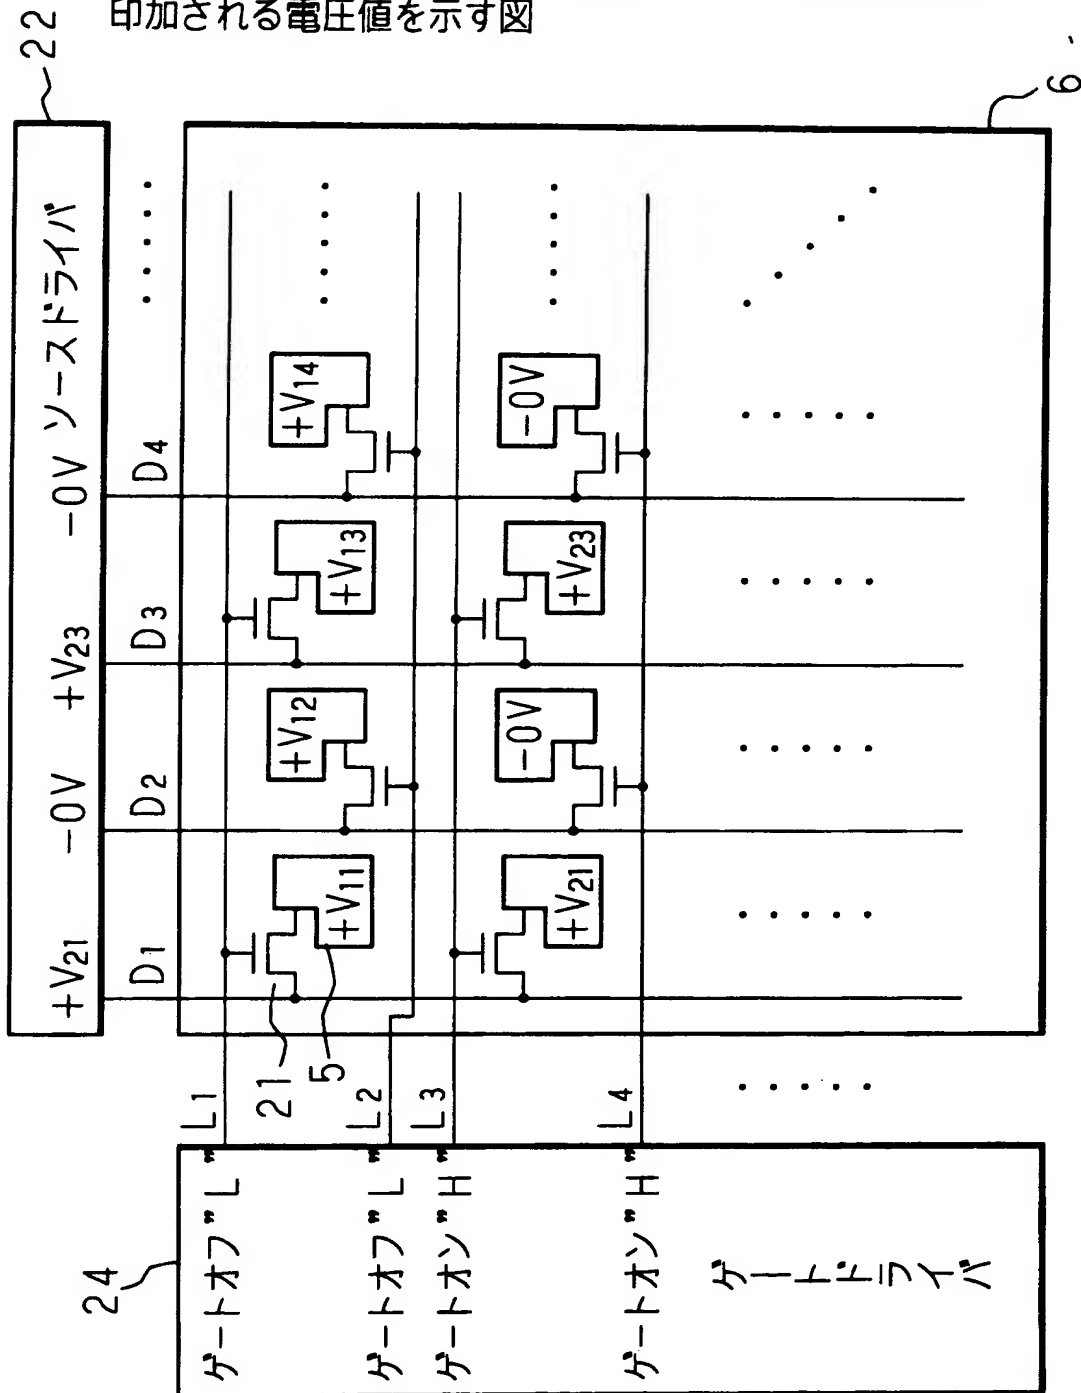 印加される電圧値を示す図
22
+V21 -0V +V23 -0V ソースドライバ
D1 D2 D3 D4
6
L1
+V11 +V12 +V13 +V14
21
5
L2
L3
+V21 -0V +V23 -0V
L4
24
ゲートオフ"L"
ゲートオフ"L"
ゲートオン"H"
ゲートオン"H"
ゲートドライバ